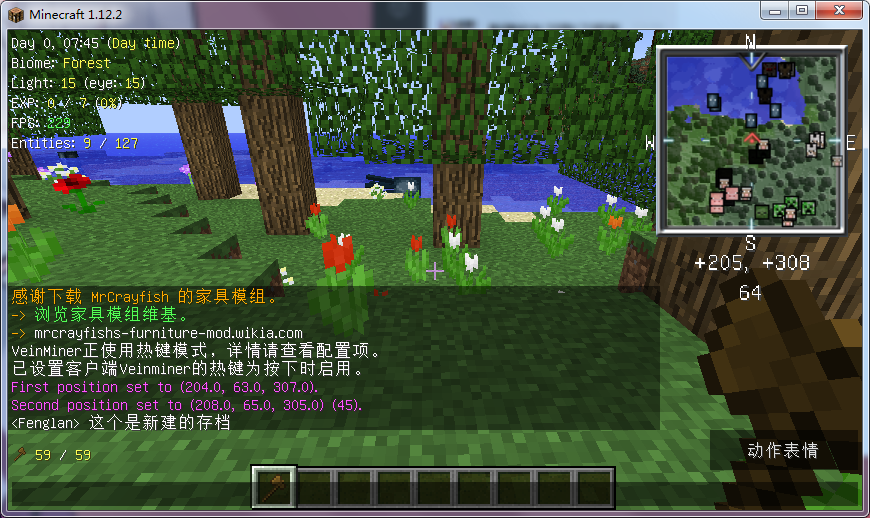 Minecraft 1.12.2
Day 0, 07:45 (Day time)
Biome: Forest
Light: 15 (eye: 15)
EXP: 0 / 7 (0%)
FPS: 229
Entities: 9 / 127
N
W
E
S
+205, +308
64
感谢下载 MrCrayfish 的家具模组。
-> 浏览家具模组维基。
-> mrcrayfishs-furniture-mod.wikia.com
VeinMiner正使用热键模式，详情请查看配置项。
已设置客户端Veinminer的热键为按下时启用。
First position set to (204.0, 63.0, 307.0).
Second position set to (208.0, 65.0, 305.0) (45).
<Fenglan> 这个是新建的存档
动作表情
59 / 59